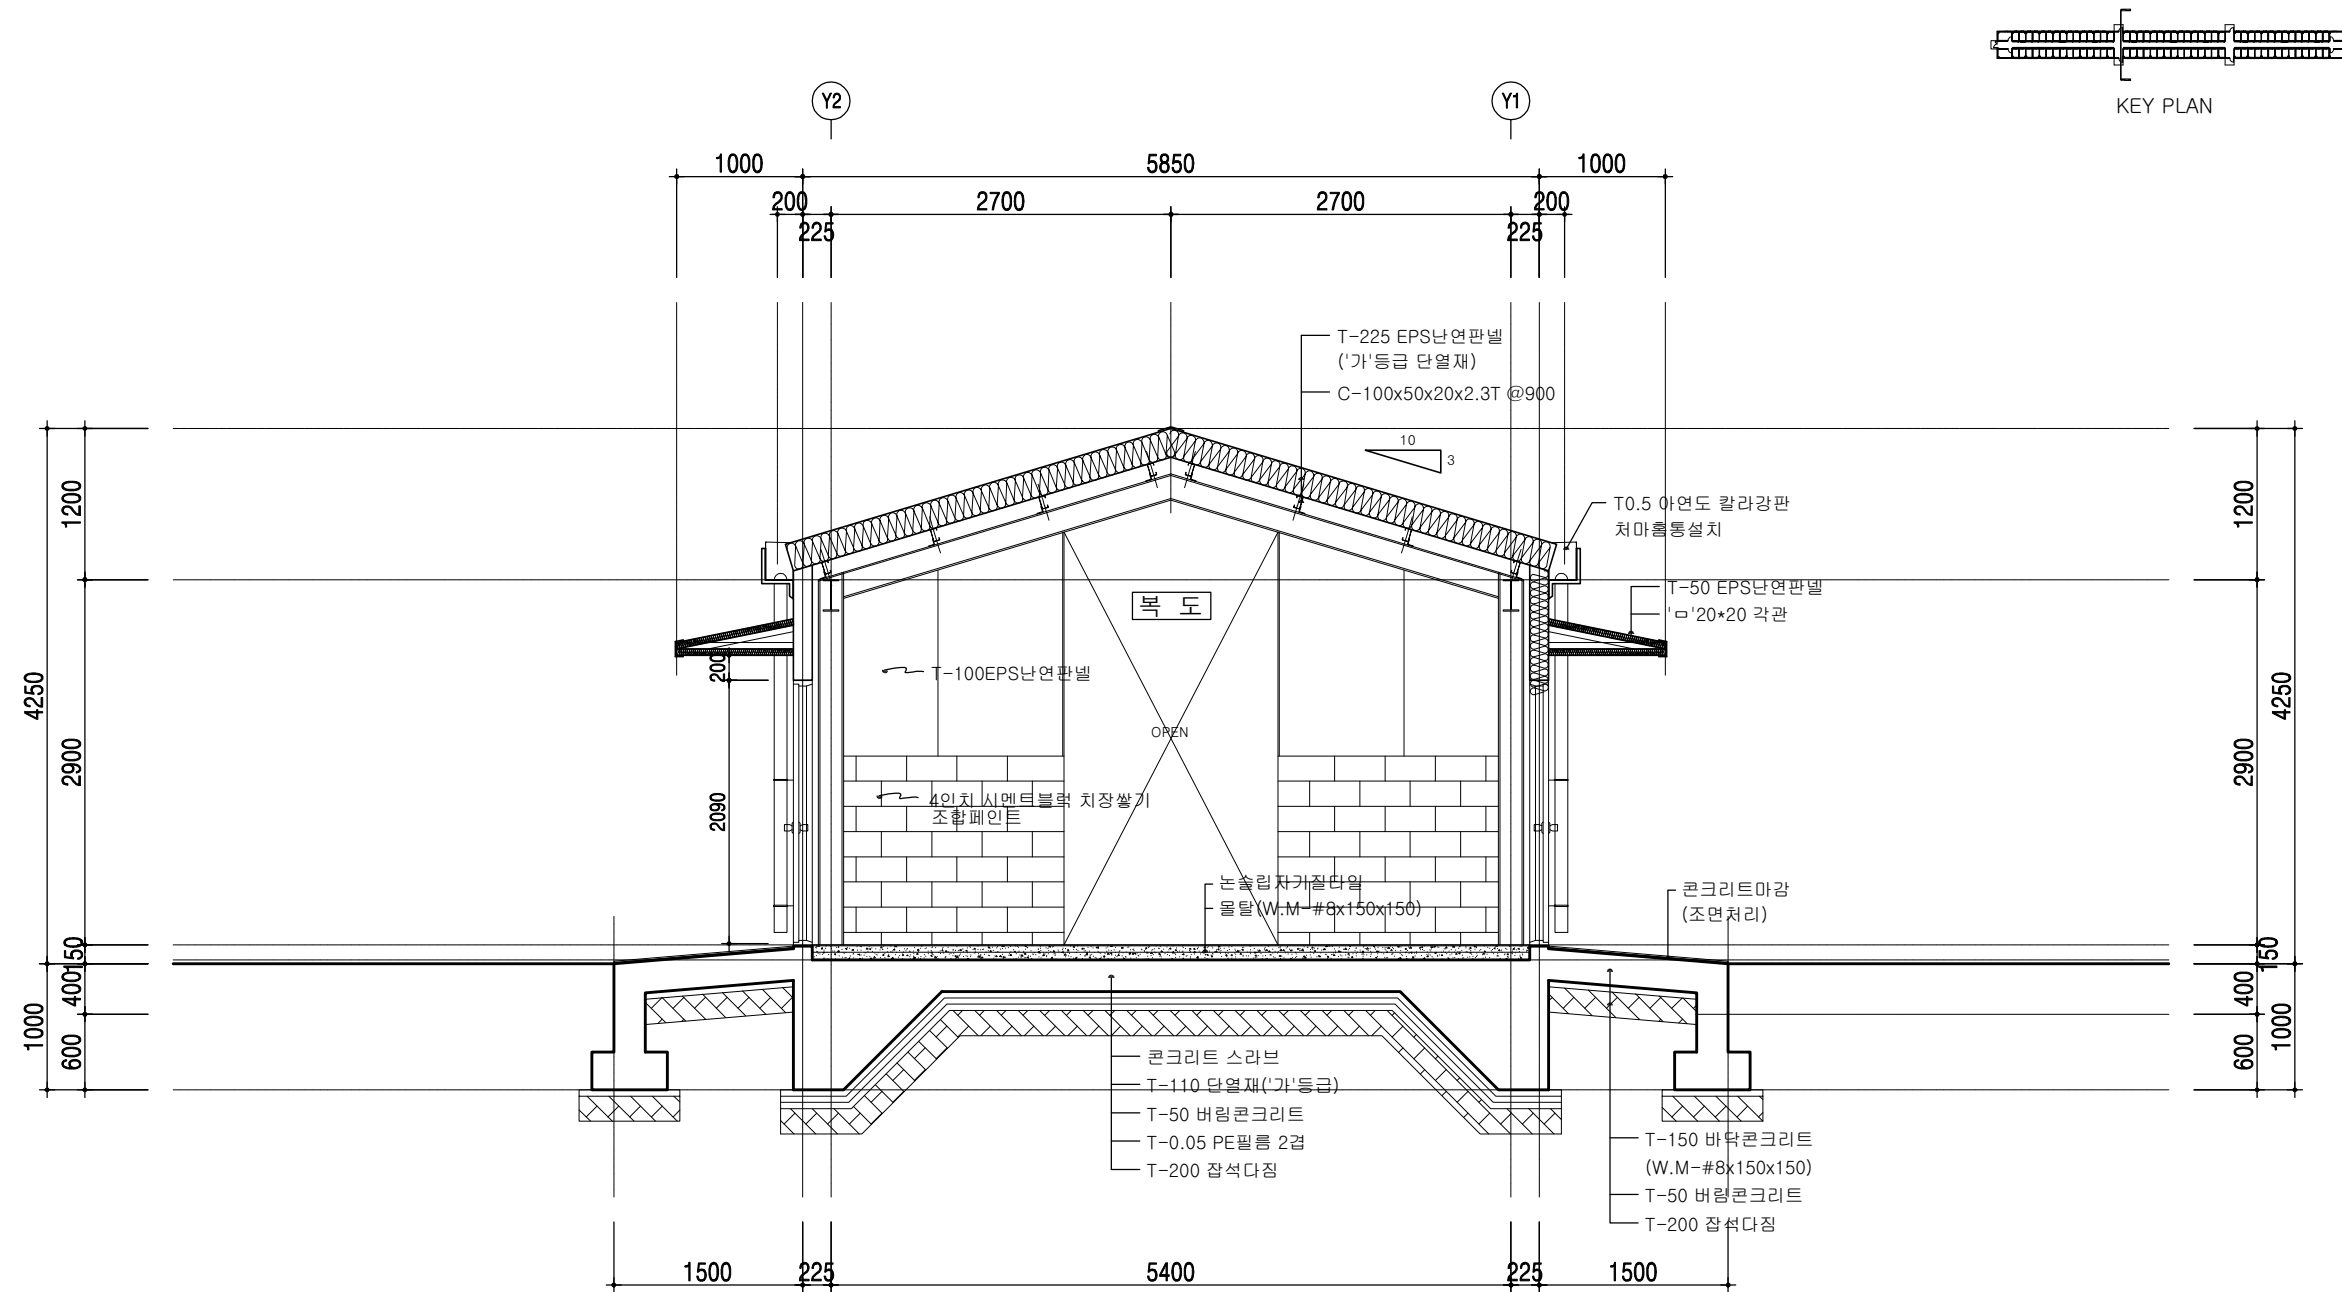 KEY PLAN
Y2
Y1
1000
5850
1000
200
2700
2700
200
225
225
T-225 EPS난연판넬
('가'등급 단열재)
C-100x50x20x2.3T @900
10
3
T0.5 아연도 칼라강판
처마홈통설치
T-50 EPS난연판넬
'ㅁ'20*20 각관
복 도
T-100EPS난연판넬
OPEN
4인치 시멘트블럭 치장쌓기
조합페인트
논슬립자기질타일
몰탈(W.M-#8x150x150)
콘크리트마감
(조면처리)
콘크리트 스라브
T-110 단열재('가'등급)
T-50 버림콘크리트
T-0.05 PE필름 2겹
T-200 잡석다짐
T-150 바닥콘크리트
(W.M-#8x150x150)
T-50 버림콘크리트
T-200 잡석다짐
4250
1000
1200
2900
150
400
600
200
2090
1200
2900
150
400
600
4250
1000
1500
225
5400
225
1500